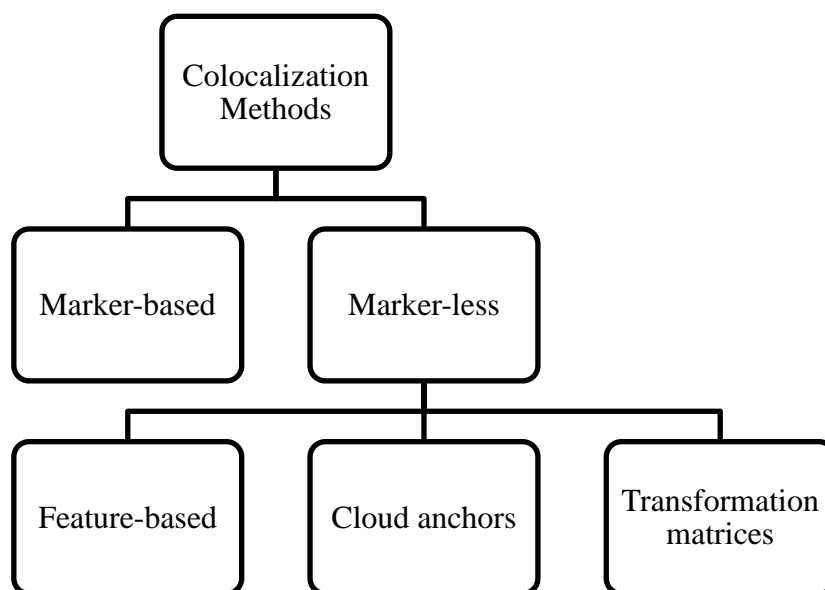 Colocalization
Methods
Marker-based
Marker-less
Feature-based
Cloud anchors
Transformation
matrices